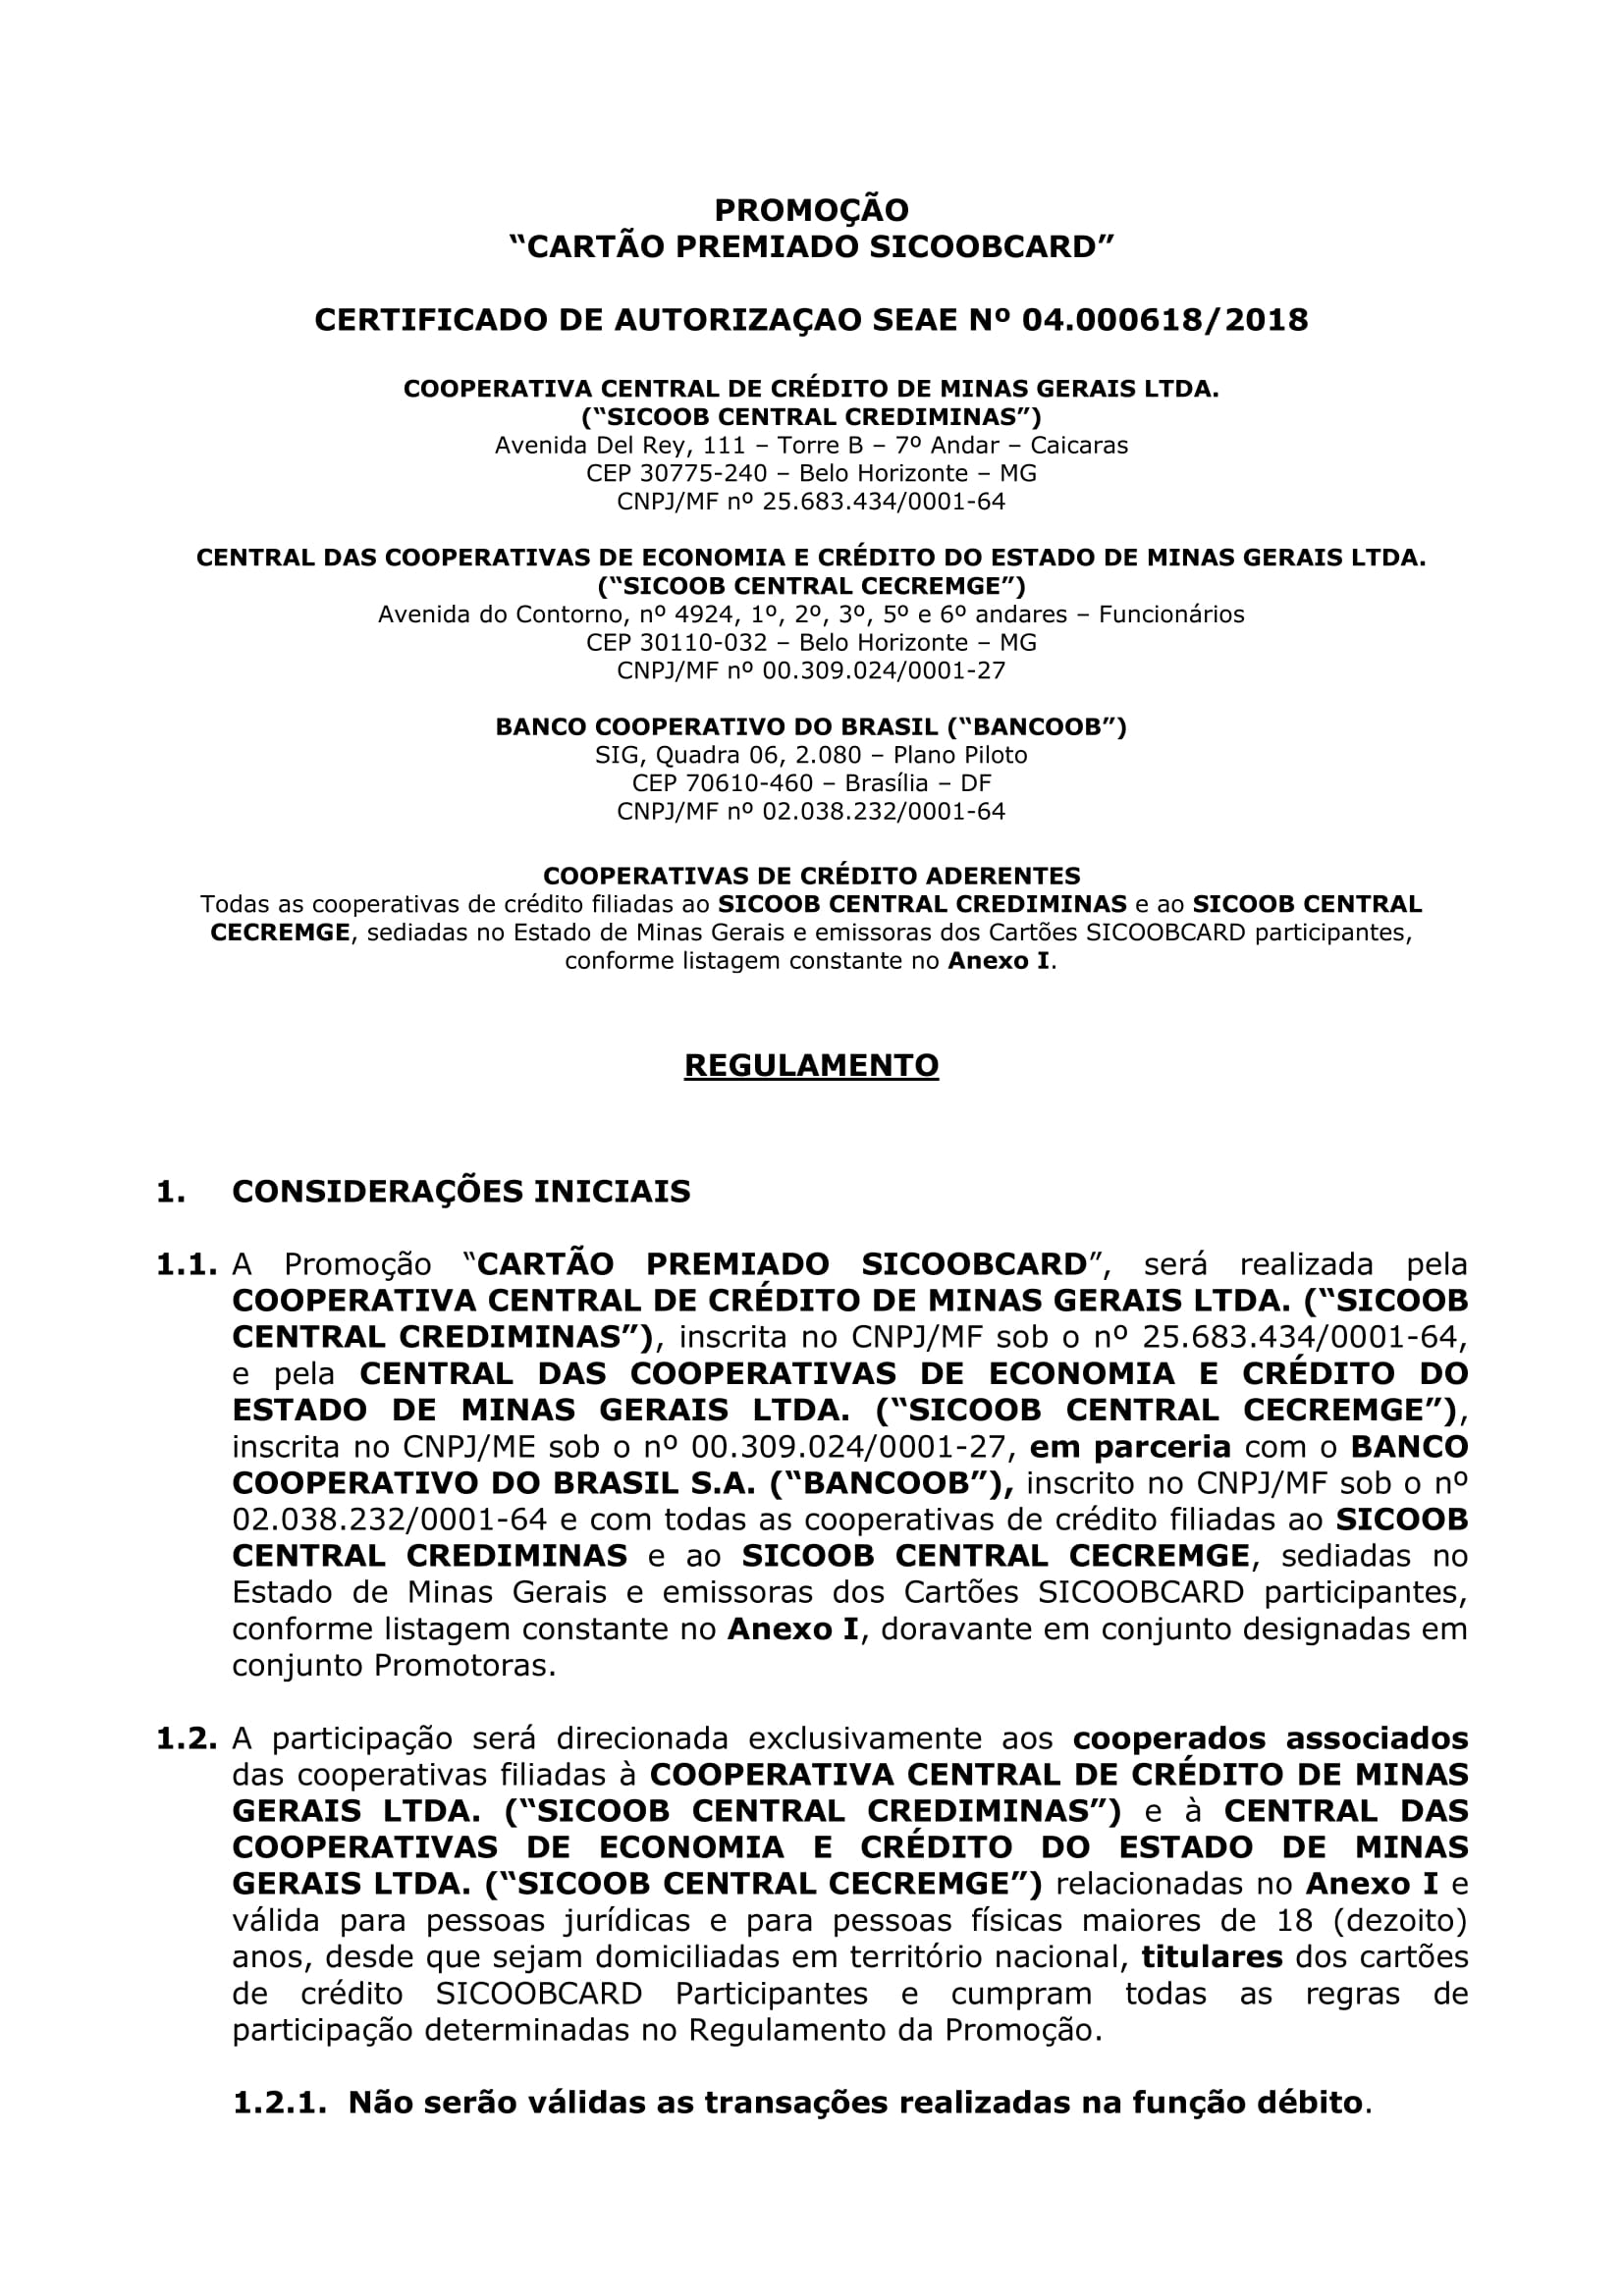 PROMOÇÃO
“CARTÃO PREMIADO SICOOBCARD”
CERTIFICADO DE AUTORIZAÇAO SEAE Nº 04.000618/2018
COOPERATIVA CENTRAL DE CRÉDITO DE MINAS GERAIS LTDA.
(“SICOOB CENTRAL CREDIMINAS”)
Avenida Del Rey, 111 – Torre B – 7º Andar – Caicaras
CEP 30775-240 – Belo Horizonte – MG
CNPJ/MF nº 25.683.434/0001-64
CENTRAL DAS COOPERATIVAS DE ECONOMIA E CRÉDITO DO ESTADO DE MINAS GERAIS LTDA.
(“SICOOB CENTRAL CECREMGE”)
Avenida do Contorno, nº 4924, 1º, 2º, 3º, 5º e 6º andares – Funcionários
CEP 30110-032 – Belo Horizonte – MG
CNPJ/MF nº 00.309.024/0001-27
BANCO COOPERATIVO DO BRASIL (“BANCOOB”)
SIG, Quadra 06, 2.080 – Plano Piloto
CEP 70610-460 – Brasília – DF
CNPJ/MF nº 02.038.232/0001-64
COOPERATIVAS DE CRÉDITO ADERENTES
Todas as cooperativas de crédito filiadas ao SICOOB CENTRAL CREDIMINAS e ao SICOOB CENTRAL
CECREMGE, sediadas no Estado de Minas Gerais e emissoras dos Cartões SICOOBCARD participantes,
conforme listagem constante no Anexo I.
REGULAMENTO
1. CONSIDERAÇÕES INICIAIS
1.1. A Promoção “CARTÃO PREMIADO SICOOBCARD”, será realizada pela
COOPERATIVA CENTRAL DE CRÉDITO DE MINAS GERAIS LTDA. (“SICOOB
CENTRAL CREDIMINAS”), inscrita no CNPJ/MF sob o nº 25.683.434/0001-64,
e pela CENTRAL DAS COOPERATIVAS DE ECONOMIA E CRÉDITO DO
ESTADO DE MINAS GERAIS LTDA. (“SICOOB CENTRAL CECREMGE”),
inscrita no CNPJ/ME sob o nº 00.309.024/0001-27, em parceria com o BANCO
COOPERATIVO DO BRASIL S.A. (“BANCOOB”), inscrito no CNPJ/MF sob o nº
02.038.232/0001-64 e com todas as cooperativas de crédito filiadas ao SICOOB
CENTRAL CREDIMINAS e ao SICOOB CENTRAL CECREMGE, sediadas no
Estado de Minas Gerais e emissoras dos Cartões SICOOBCARD participantes,
conforme listagem constante no Anexo I, doravante em conjunto designadas em
conjunto Promotoras.
1.2. A participação será direcionada exclusivamente aos cooperados associados
das cooperativas filiadas à COOPERATIVA CENTRAL DE CRÉDITO DE MINAS
GERAIS LTDA. (“SICOOB CENTRAL CREDIMINAS”) e à CENTRAL DAS
COOPERATIVAS DE ECONOMIA E CRÉDITO DO ESTADO DE MINAS
GERAIS LTDA. (“SICOOB CENTRAL CECREMGE”) relacionadas no Anexo I e
válida para pessoas jurídicas e para pessoas físicas maiores de 18 (dezoito)
anos, desde que sejam domiciliadas em território nacional, titulares dos cartões
de crédito SICOOBCARD Participantes e cumpram todas as regras de
participação determinadas no Regulamento da Promoção.
1.2.1. Não serão válidas as transações realizadas na função débito.